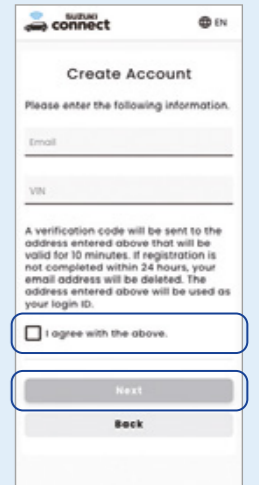 SUZUKI
connect
EN
Create Account
Please enter the following information.
Email
VIN
A verification code will be sent to the
address entered above that will be
valid for 10 minutes. If registration is
not completed within 24 hours, your
email address will be deleted. The
address entered above will be used as
your login ID.
I agree with the above.
Next
Back